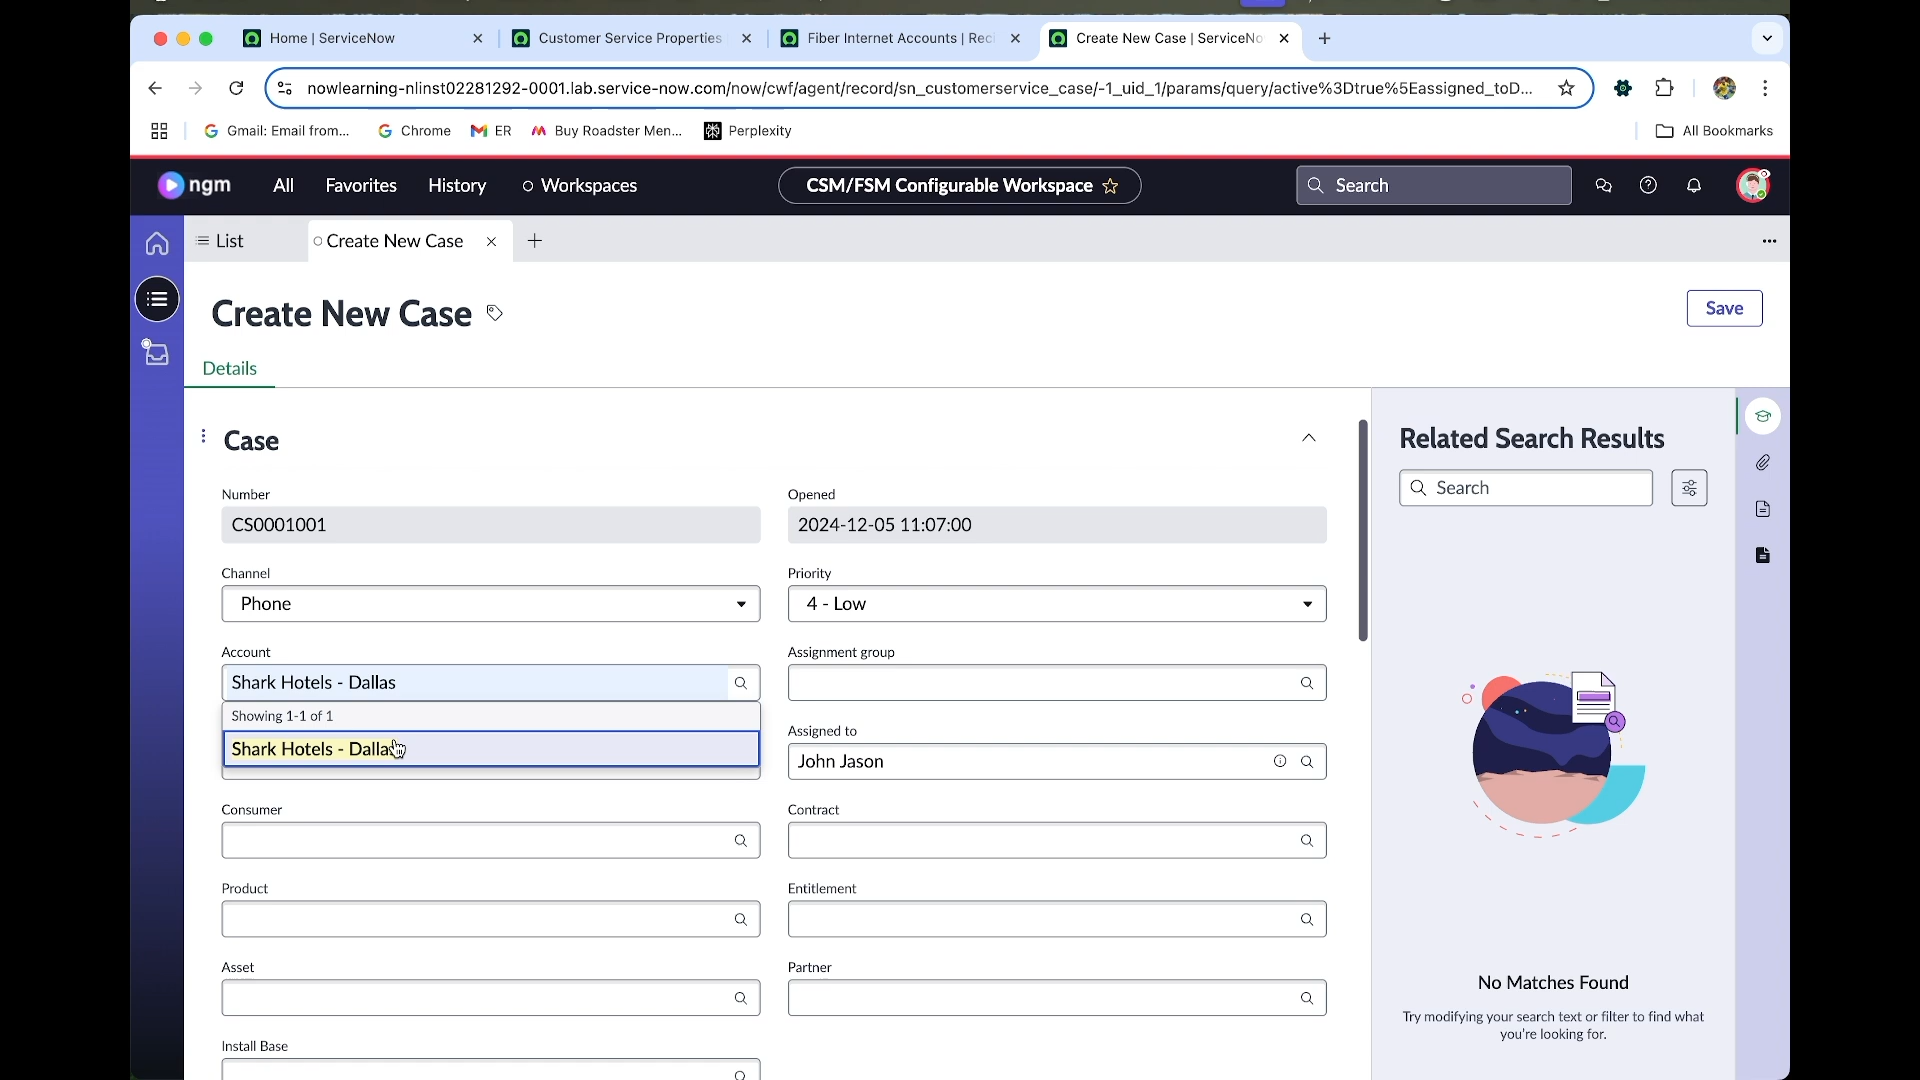 Home | ServiceNow
Customer Service Properties
Fiber Internet Accounts | Rec
Create New Case | ServiceNo
nowlearning-nlinst02281292-0001.lab.service-now.com/now/cwf/agent/record/sn_customerservice_case/-1_uid_1/params/query/active%3Dtrue%5Eassigned_toD...
Gmail: Email from...
Chrome
ER
Buy Roadster Men...
Perplexity
All Bookmarks
ngm
All
Favorites
History
Workspaces
CSM/FSM Configurable Workspace
Search
List
Create New Case
Create New Case
Save
Details
Case
Number
CS0001001
Opened
2024-12-05 11:07:00
Channel
Phone
Priority
4 - Low
Account
Shark Hotels - Dallas
Showing 1-1 of 1
Shark Hotels - Dallas
Assignment group
Assigned to
John Jason
Consumer
Contract
Product
Entitlement
Asset
Partner
Install Base
Related Search Results
Search
No Matches Found
Try modifying your search text or filter to find what
you're looking for.